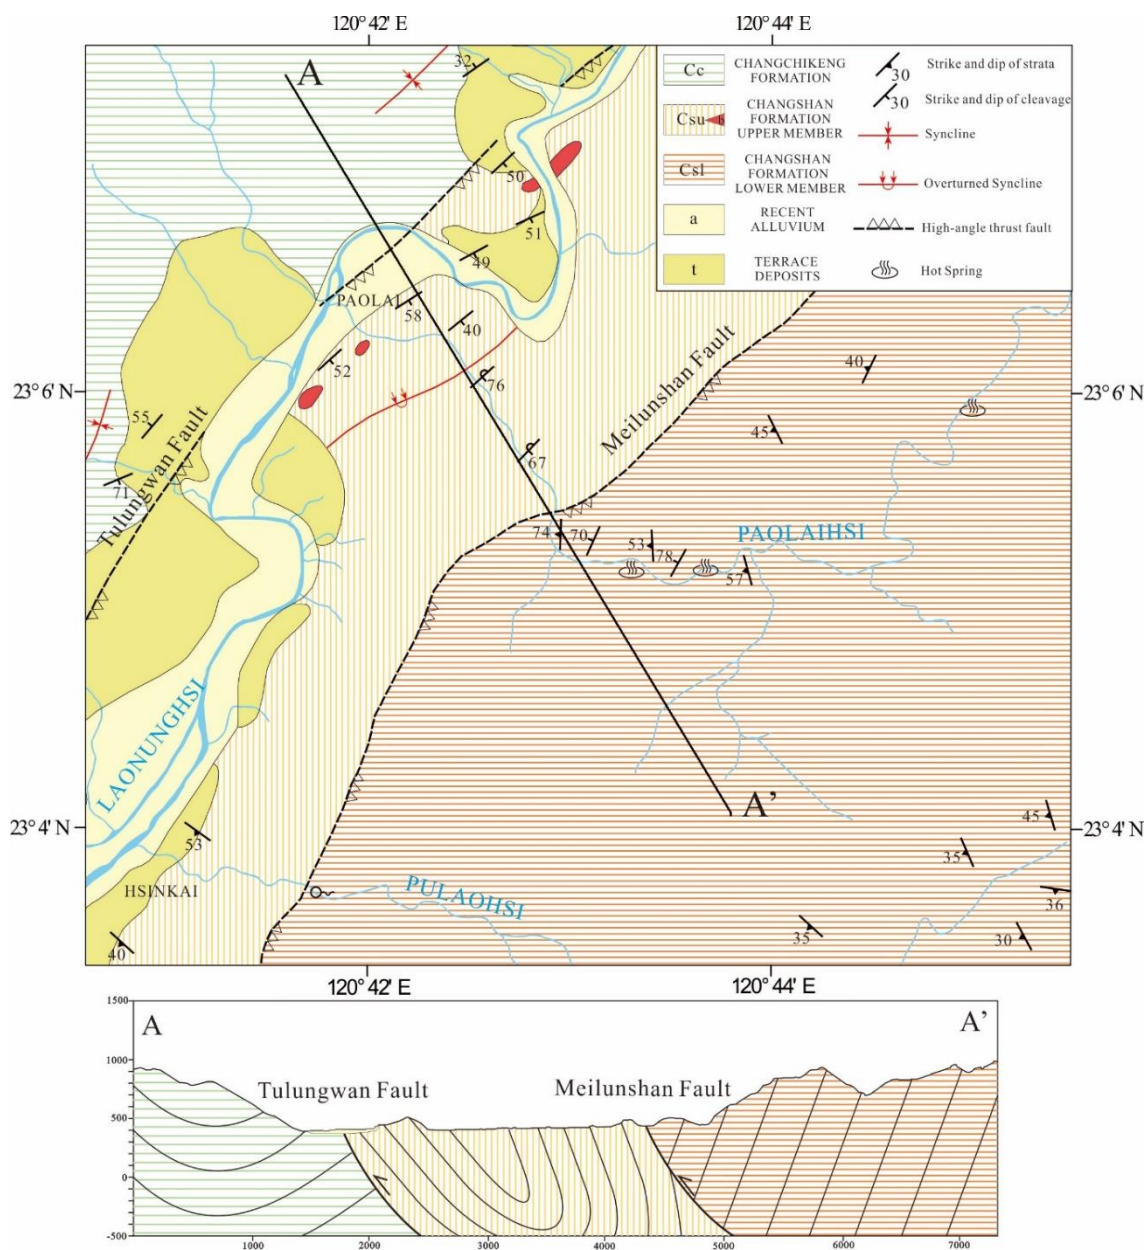 120° 42' E
120° 44' E
A
32
50
51
49
PAOLAI
58
40
52
76
67
23° 6' N
23° 6' N
55
71
Tulungwan Fault
Meilunshan Fault
40
45
74
70
53
78
57
PAOLAIHSI
LAONUNGHSI
23° 4' N
23° 4' N
A'
53
HSINKAI
40
PULAOHSI
45
35
36
35
30
120° 42' E
120° 44' E
Cc
CHANGCHIKENG
FORMATION
Csu
b
CHANGSHAN
FORMATION
UPPER MEMBER
Csl
CHANGSHAN
FORMATION
LOWER MEMBER
a
RECENT
ALLUVIUM
t
TERRACE
DEPOSITS
30
Strike and dip of strata
30
Strike and dip of cleavage
Syncline
Overturned Syncline
High-angle thrust fault
Hot Spring
1500
1000
500
0
-500
A
A'
Tulungwan Fault
Meilunshan Fault
1000
2000
3000
4000
5000
6000
7000